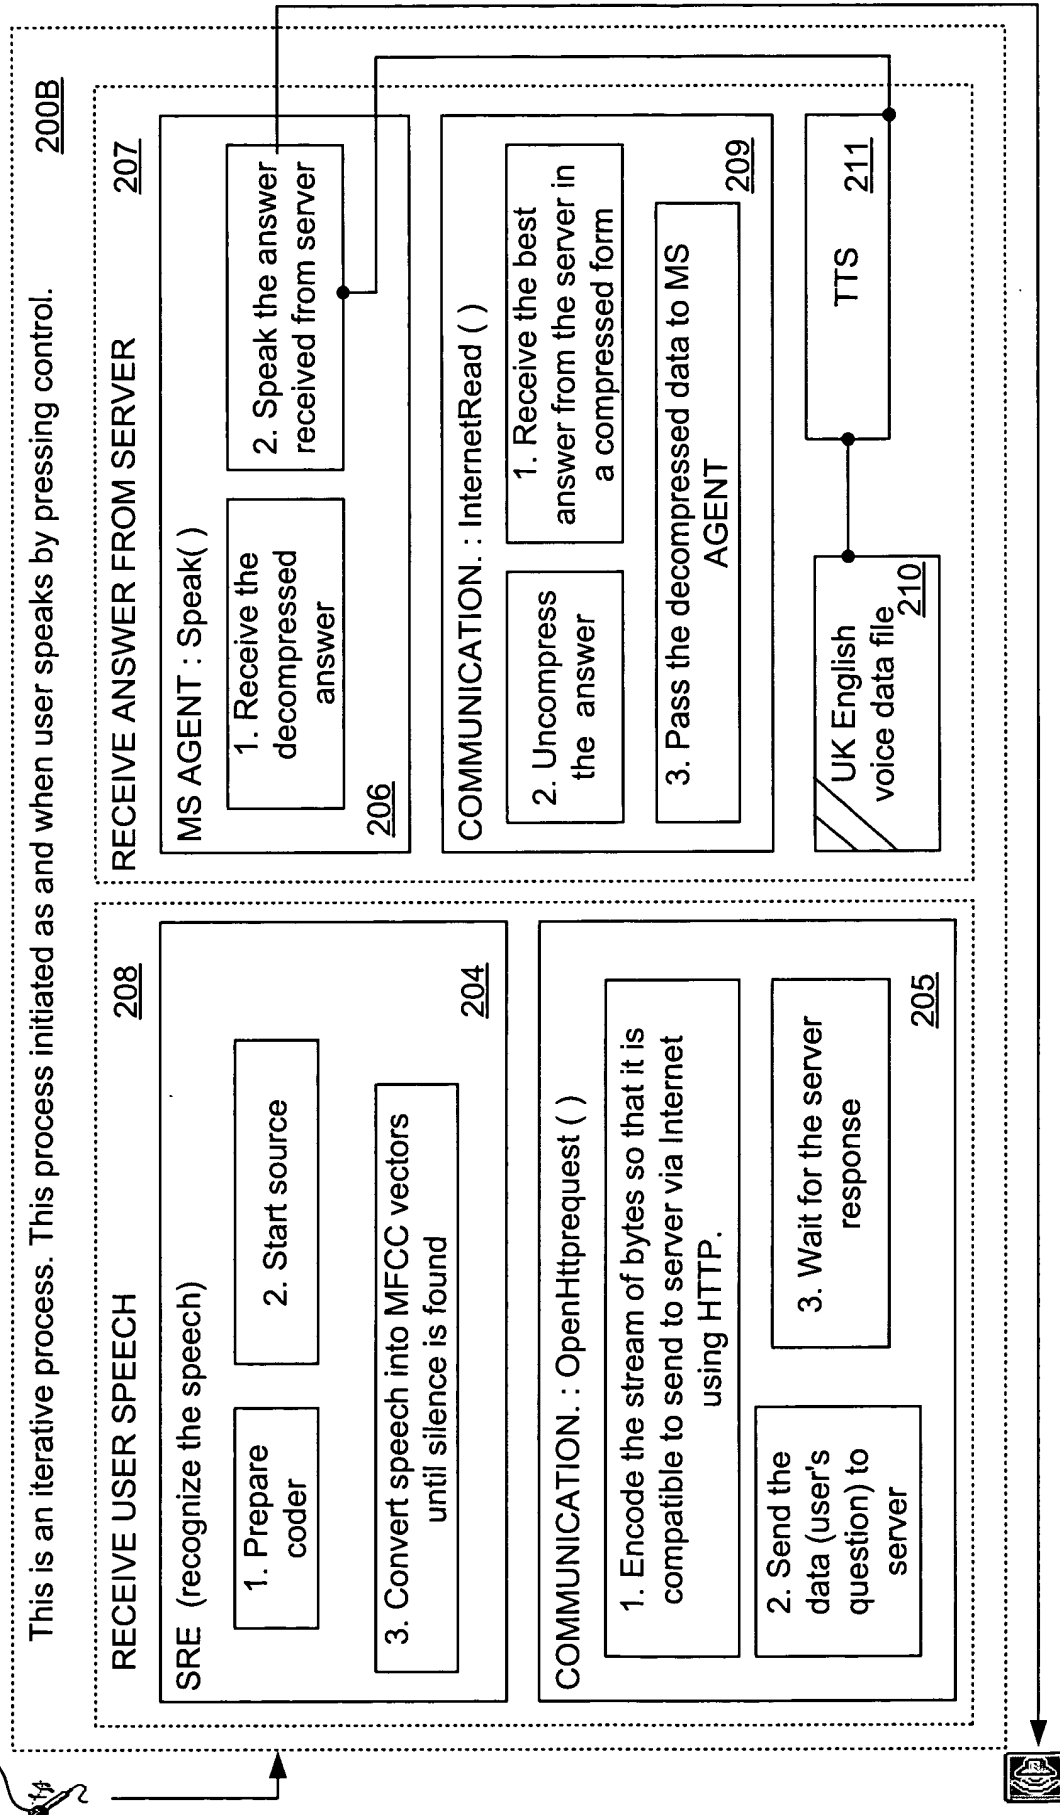 This is an iterative process. This process initiated as and when user speaks by pressing control.
200B
RECEIVE USER SPEECH
208
SRE (recognize the speech)
1. Prepare
coder
2. Start source
3. Convert speech into MFCC vectors
until silence is found
204
COMMUNICATION. : OpenHttprequest ( )
1. Encode the stream of bytes so that it is
compatible to send to server via Internet
using HTTP.
2. Send the
data (user's
question) to
server
3. Wait for the server
response
205
RECEIVE ANSWER FROM SERVER
207
MS AGENT : Speak( )
1. Receive the
decompressed
answer
2. Speak the answer
received from server
206
COMMUNICATION. : InternetRead ( )
2. Uncompress
the answer
1. Receive the best
answer from the server in
a compressed form
3. Pass the decompressed data to MS
AGENT
209
UK English
voice data file
210
TTS
211